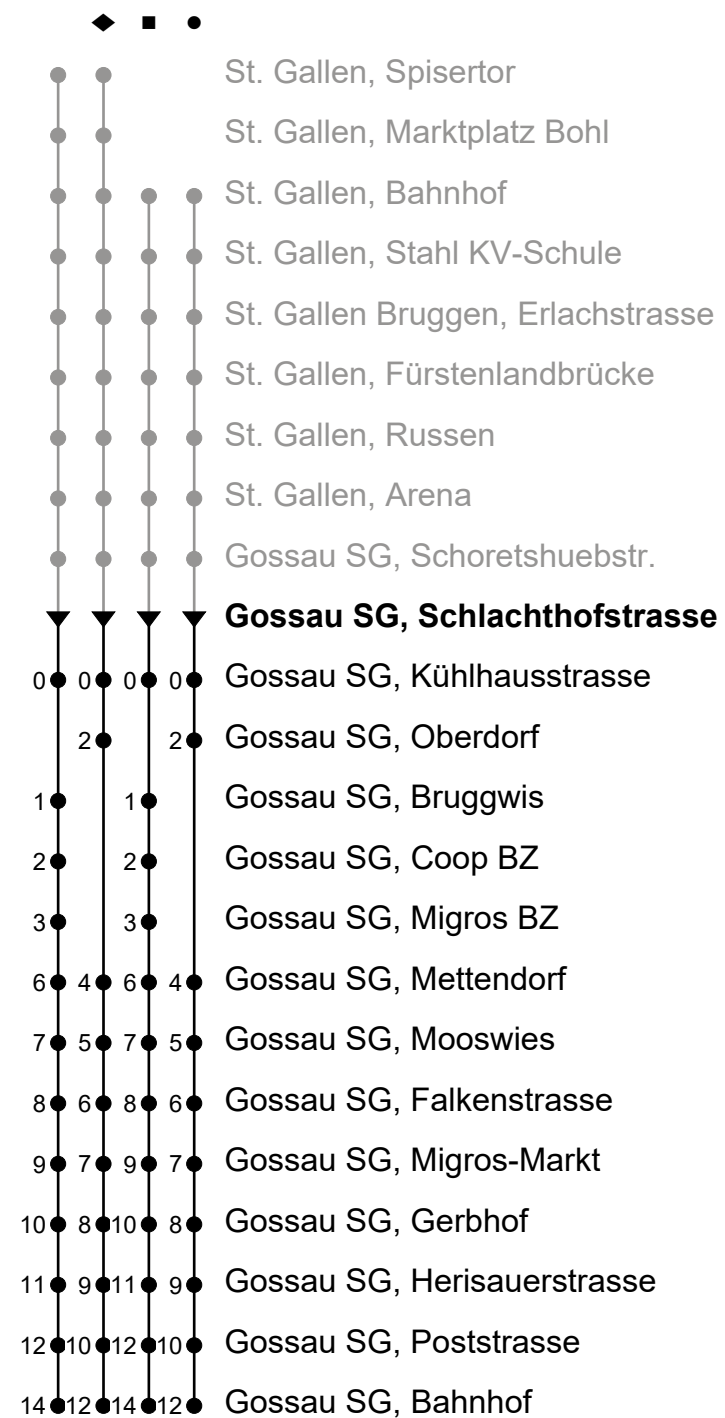 St. Gallen, Spisertor
St. Gallen, Marktplatz Bohl
St. Gallen, Bahnhof
St. Gallen, Stahl KV-Schule
St. Gallen Bruggen, Erlachstrasse
St. Gallen, Fürstenlandbrücke
St. Gallen, Russen
St. Gallen, Arena
Gossau SG, Schoretshuebstr.
Gossau SG, Schlachthofstrasse
0 0 0 0 Gossau SG, Kühlhausstrasse
2 2 Gossau SG, Oberdorf
1 1 Gossau SG, Bruggwis
2 2 Gossau SG, Coop BZ
3 3 Gossau SG, Migros BZ
6 4 6 4 Gossau SG, Mettendorf
7 5 7 5 Gossau SG, Mooswies
8 6 8 6 Gossau SG, Falkenstrasse
9 7 9 7 Gossau SG, Migros-Markt
10 8 10 8 Gossau SG, Gerbhof
11 9 11 9 Gossau SG, Herisauerstrasse
12 10 12 10 Gossau SG, Poststrasse
14 12 14 12 Gossau SG, Bahnhof